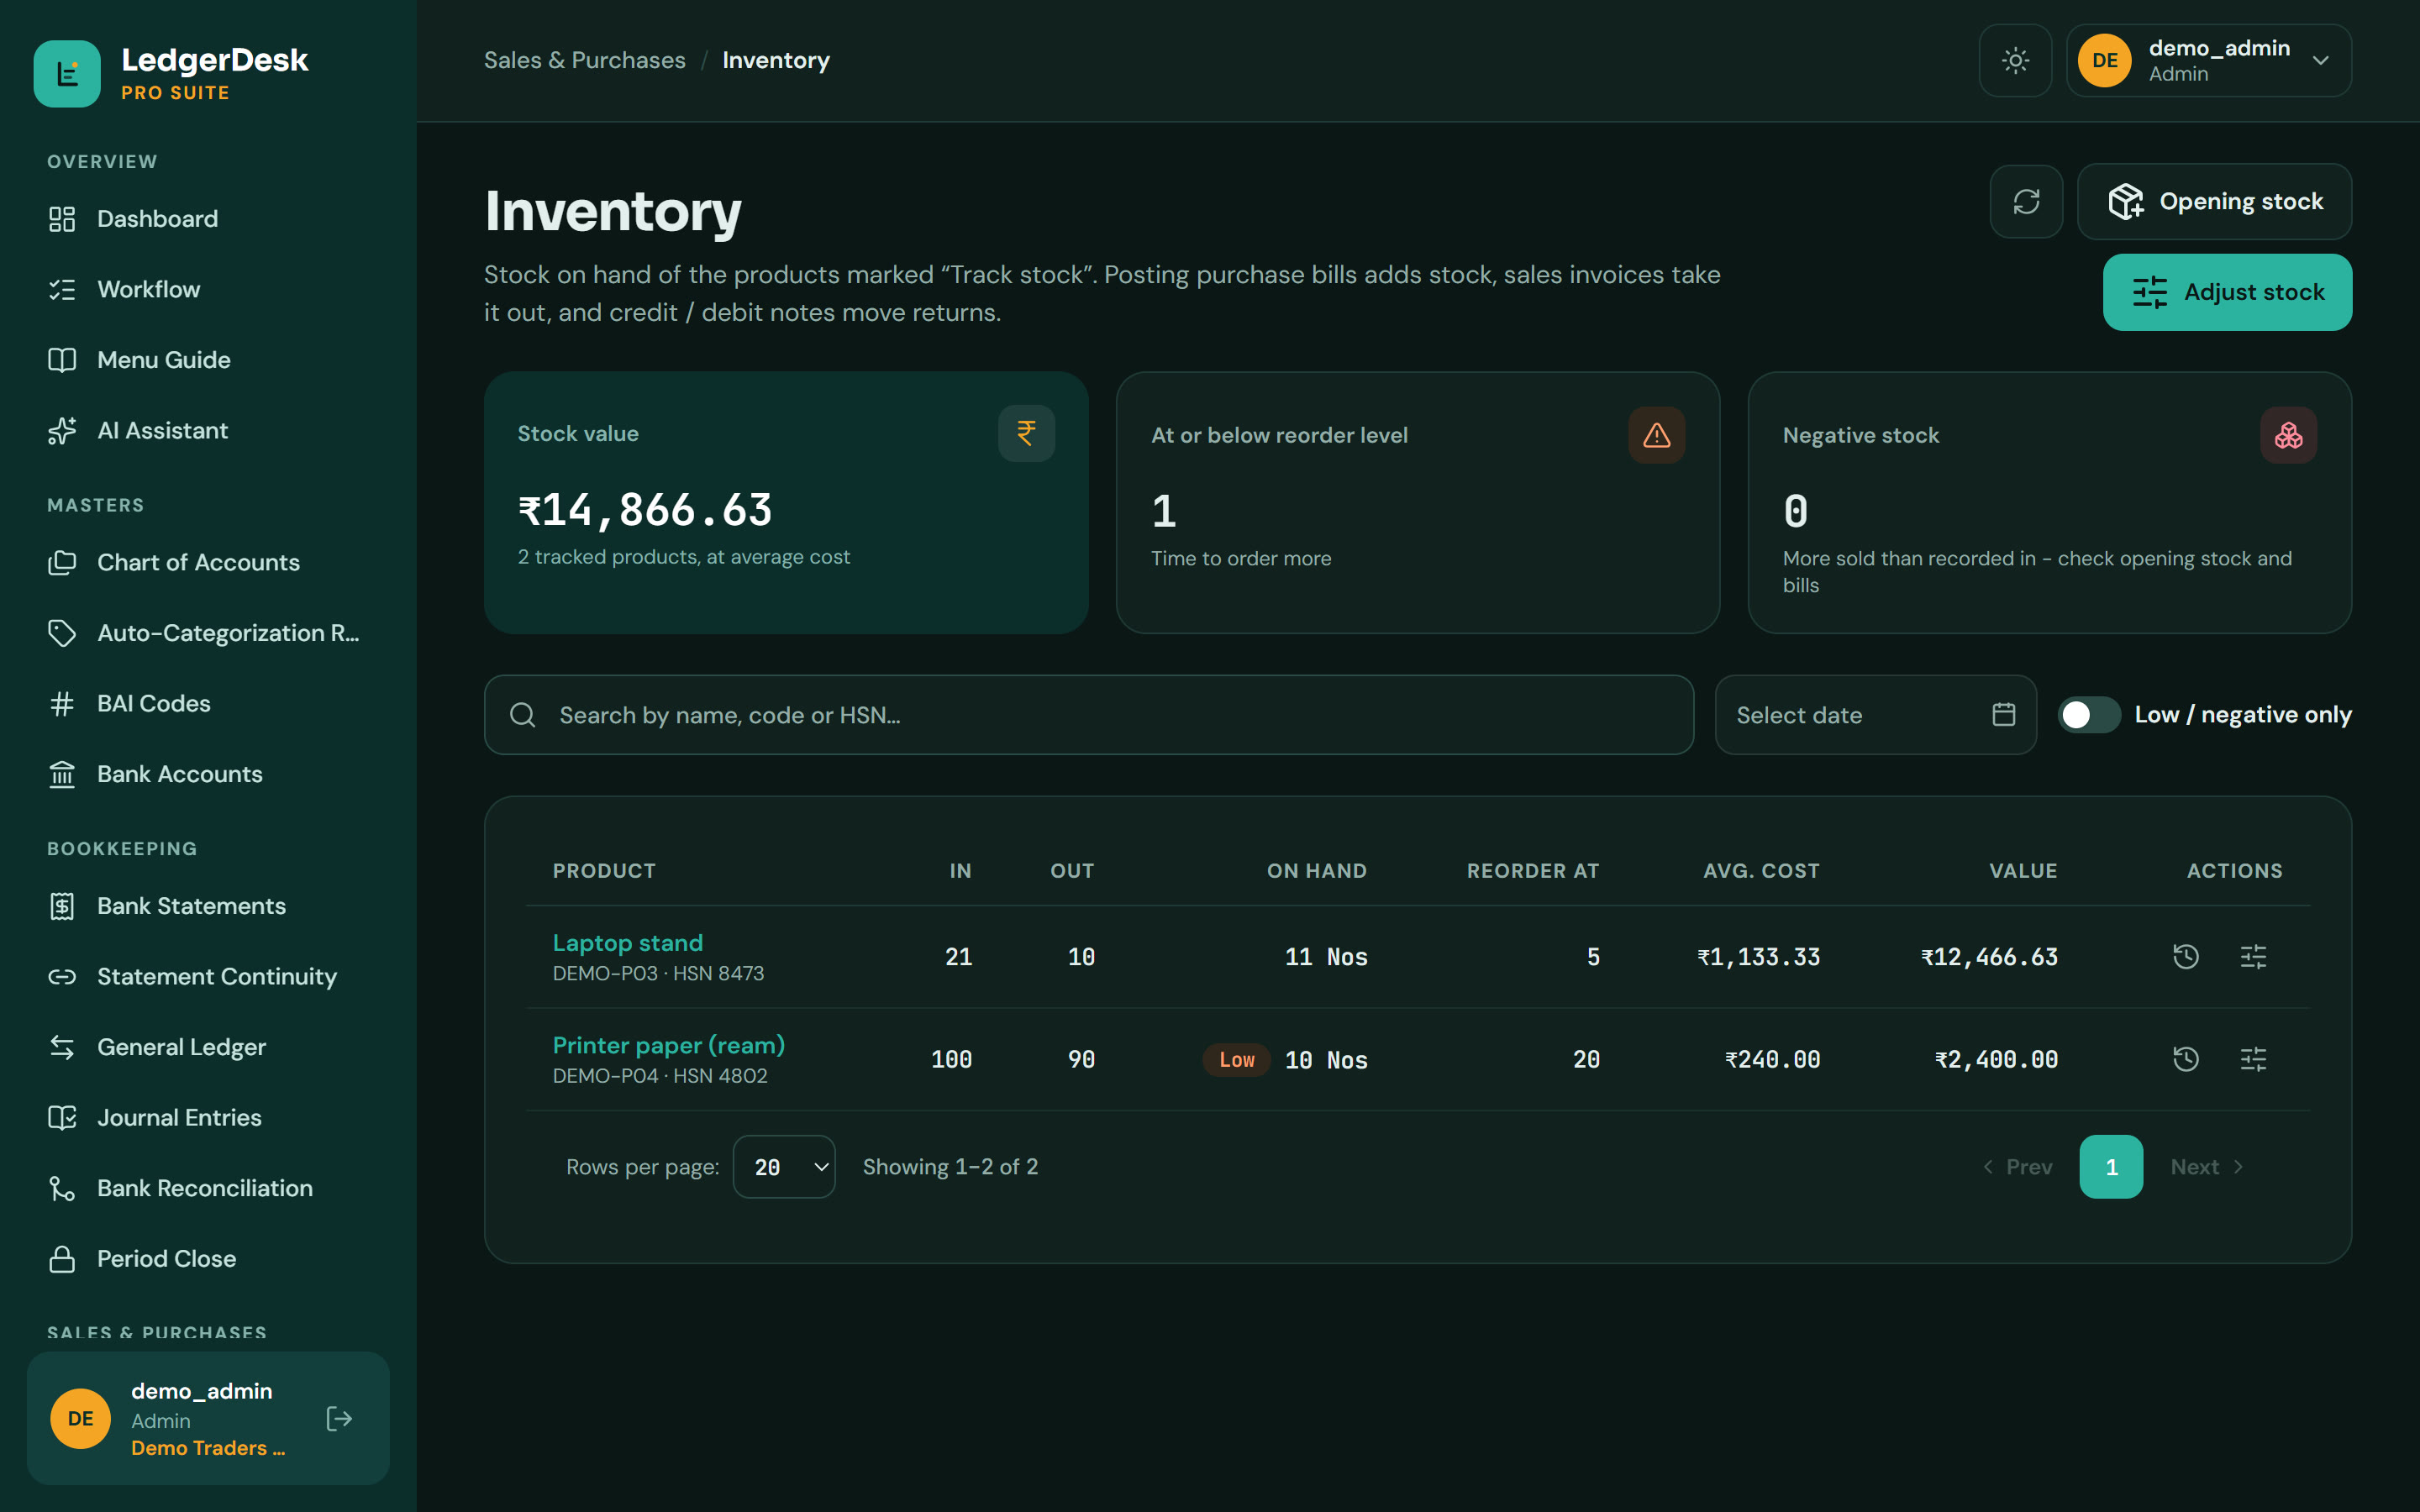 LedgerDesk
PRO SUITE
OVERVIEW
Dashboard
Workflow
Menu Guide
AI Assistant
MASTERS
Chart of Accounts
Auto-Categorization R...
BAI Codes
Bank Accounts
BOOKKEEPING
Bank Statements
Statement Continuity
General Ledger
Journal Entries
Bank Reconciliation
Period Close
SALES & PURCHASES
DE
demo_admin
Admin
Demo Traders ...
Sales & Purchases / Inventory
DE
demo_admin
Admin
Inventory
Stock on hand of the products marked “Track stock”. Posting purchase bills adds stock, sales invoices take
it out, and credit / debit notes move returns.
Opening stock
Adjust stock
Stock value
₹
₹14,866.63
2 tracked products, at average cost
At or below reorder level
1
Time to order more
Negative stock
0
More sold than recorded in - check opening stock and
bills
Search by name, code or HSN...
Select date
Low / negative only
PRODUCT IN OUT ON HAND REORDER AT AVG. COST VALUE ACTIONS
Laptop stand
DEMO-P03 · HSN 8473
21 10 11 Nos 5 ₹1,133.33 ₹12,466.63
Printer paper (ream)
DEMO-P04 · HSN 4802
100 90 Low 10 Nos 20 ₹240.00 ₹2,400.00
Rows per page: 20 Showing 1-2 of 2
Prev 1 Next